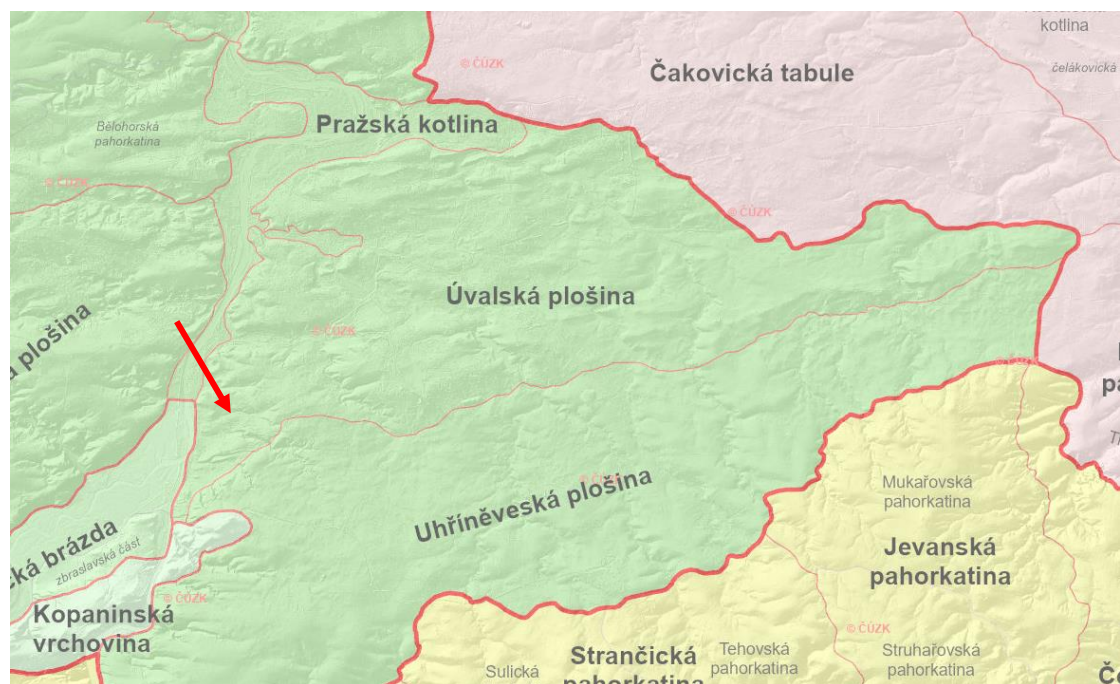 kotlina
© ČÚZK
Čakovická tabule
čelákovická
Bělohorská
pahorkatina
Pražská kotlina
© ČÚZK
© ČÚZK
Úvalská plošina
© ČÚZK
plošina
© ČÚZK
Uhříněveská plošina
© ČÚZK
Mukařovská
pahorkatina
brázda
zbraslavská část
Jevanská
pahorkatina
© ČÚZK
Kopaninská
vrchovina
© ČÚZK
Strančická
Tehovská
pahorkatina
Struhařovská
pahorkatina
Sulická
pahorkatina